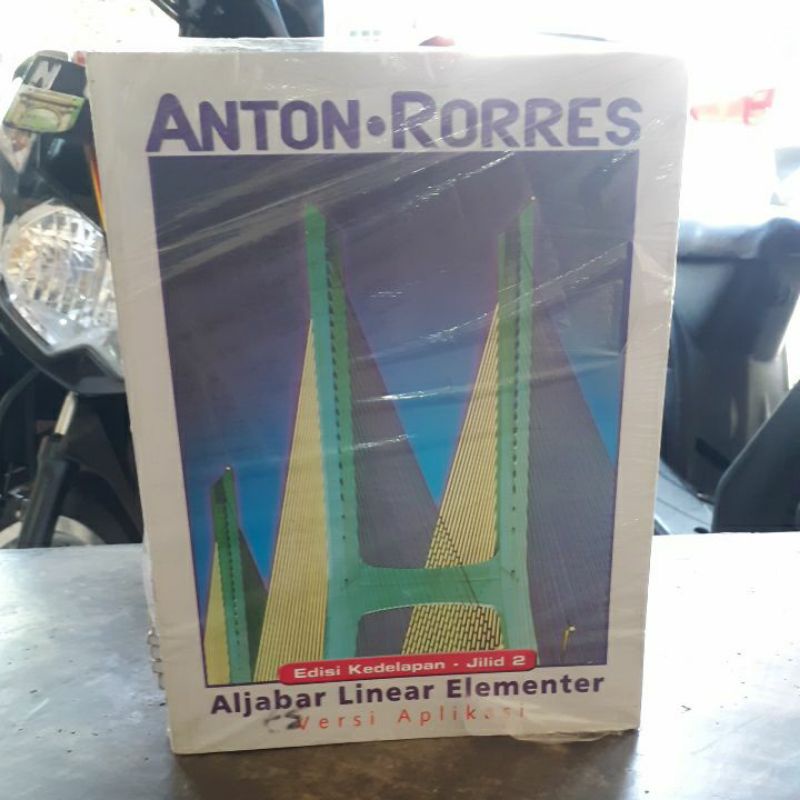 ANTON•RORRES
Edisi Kedelapan - Jilid 2
Aljabar Linear Elementer
Versi Aplikasi
N